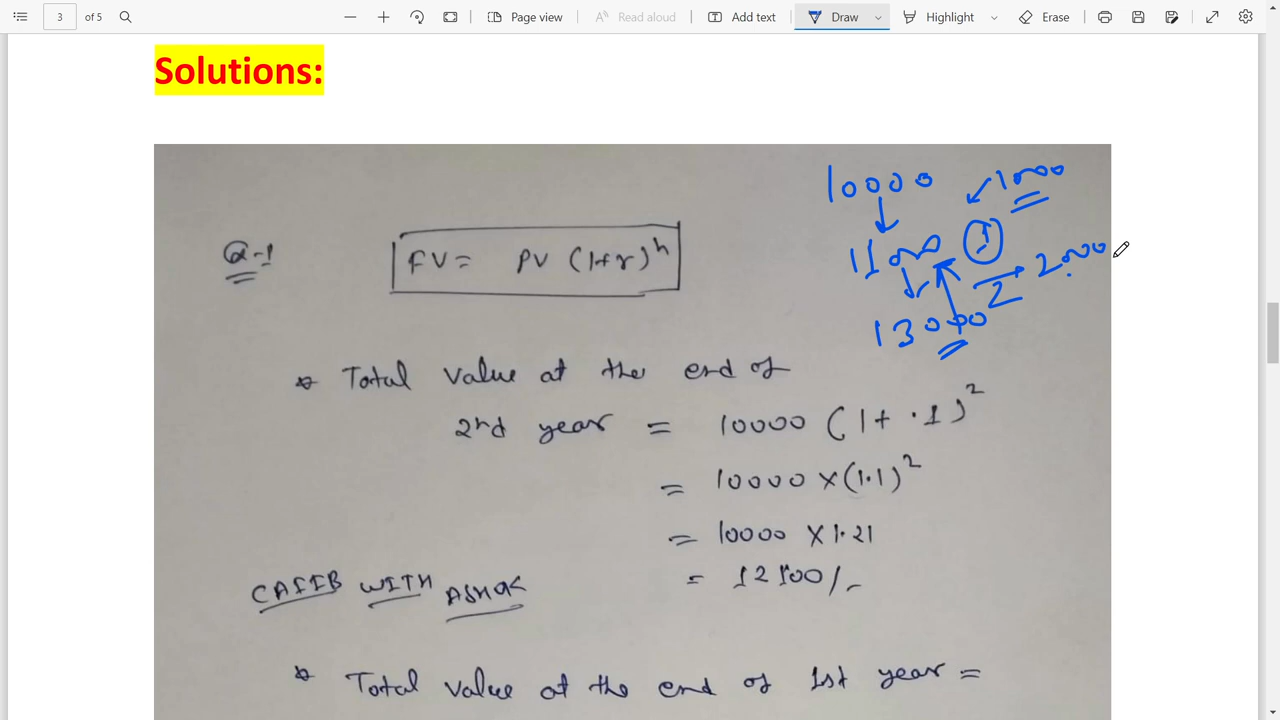 3 of 5 Page view Read aloud Add text Draw Highlight Erase
Solutions:
10000
1000
11000 1
2 2000
13000
Q-1 FV = PV (1+r)^n
* Total value at the end of
2nd year = 10000 (1+ .1)^2
= 10000 × (1.1)^2
= 10000 × 1.21
= 12100/-
CAIIB WITH ASHOK
* Total value at the end of 1st year =